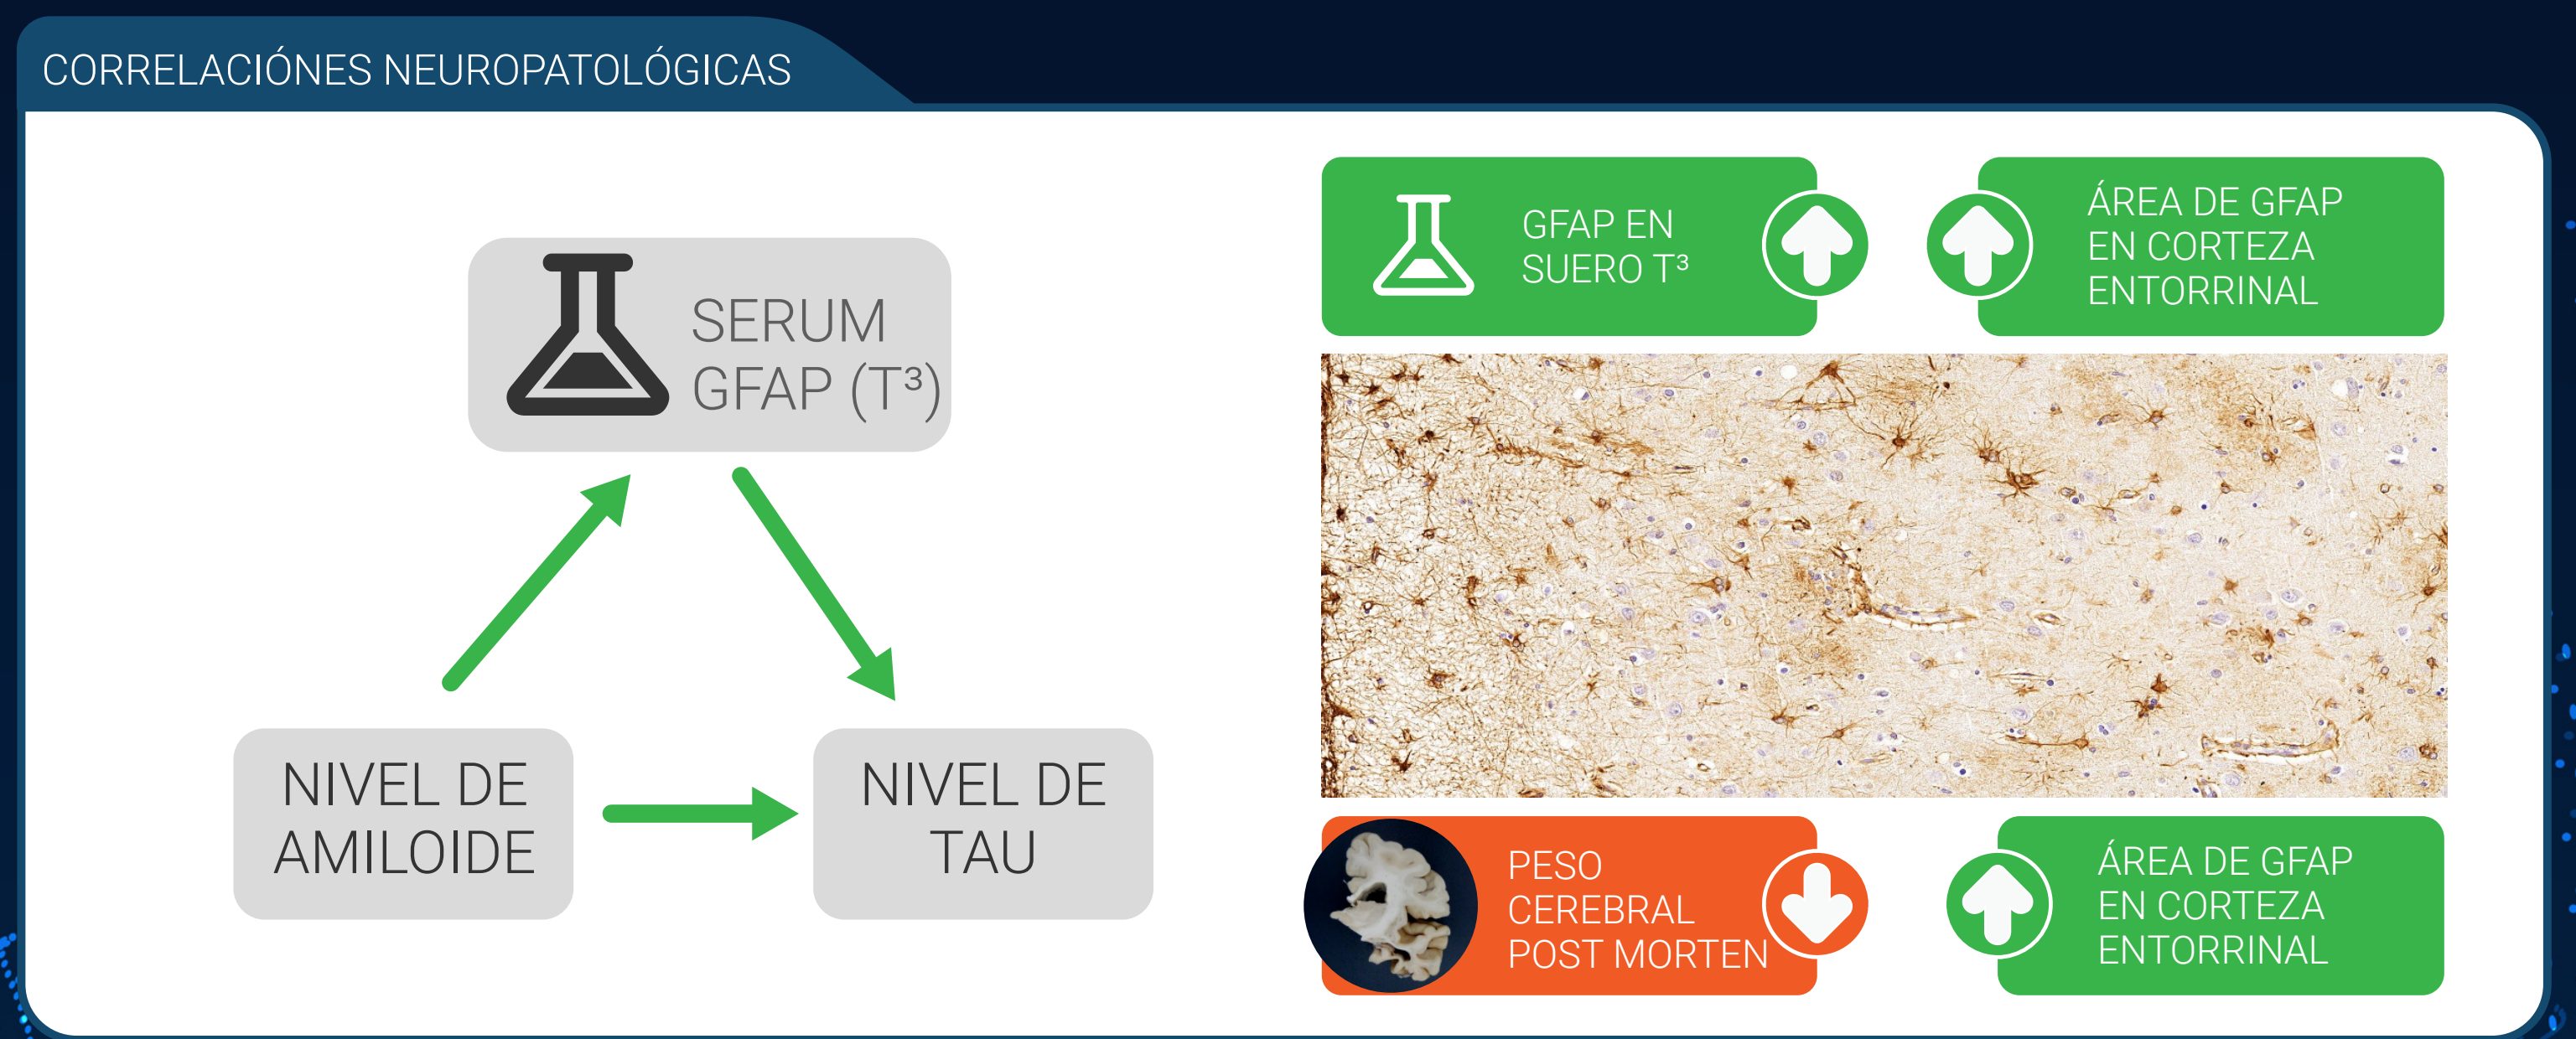 CORRELACIÓNES NEUROPATOLÓGICAS
SERUM
GFAP (T³)
NIVEL DE
AMILOIDE
NIVEL DE
TAU
GFAP EN
SUERO T³
ÁREA DE GFAP
EN CORTEZA
ENTORRINAL
PESO
CEREBRAL
POST MORTEN
ÁREA DE GFAP
EN CORTEZA
ENTORRINAL